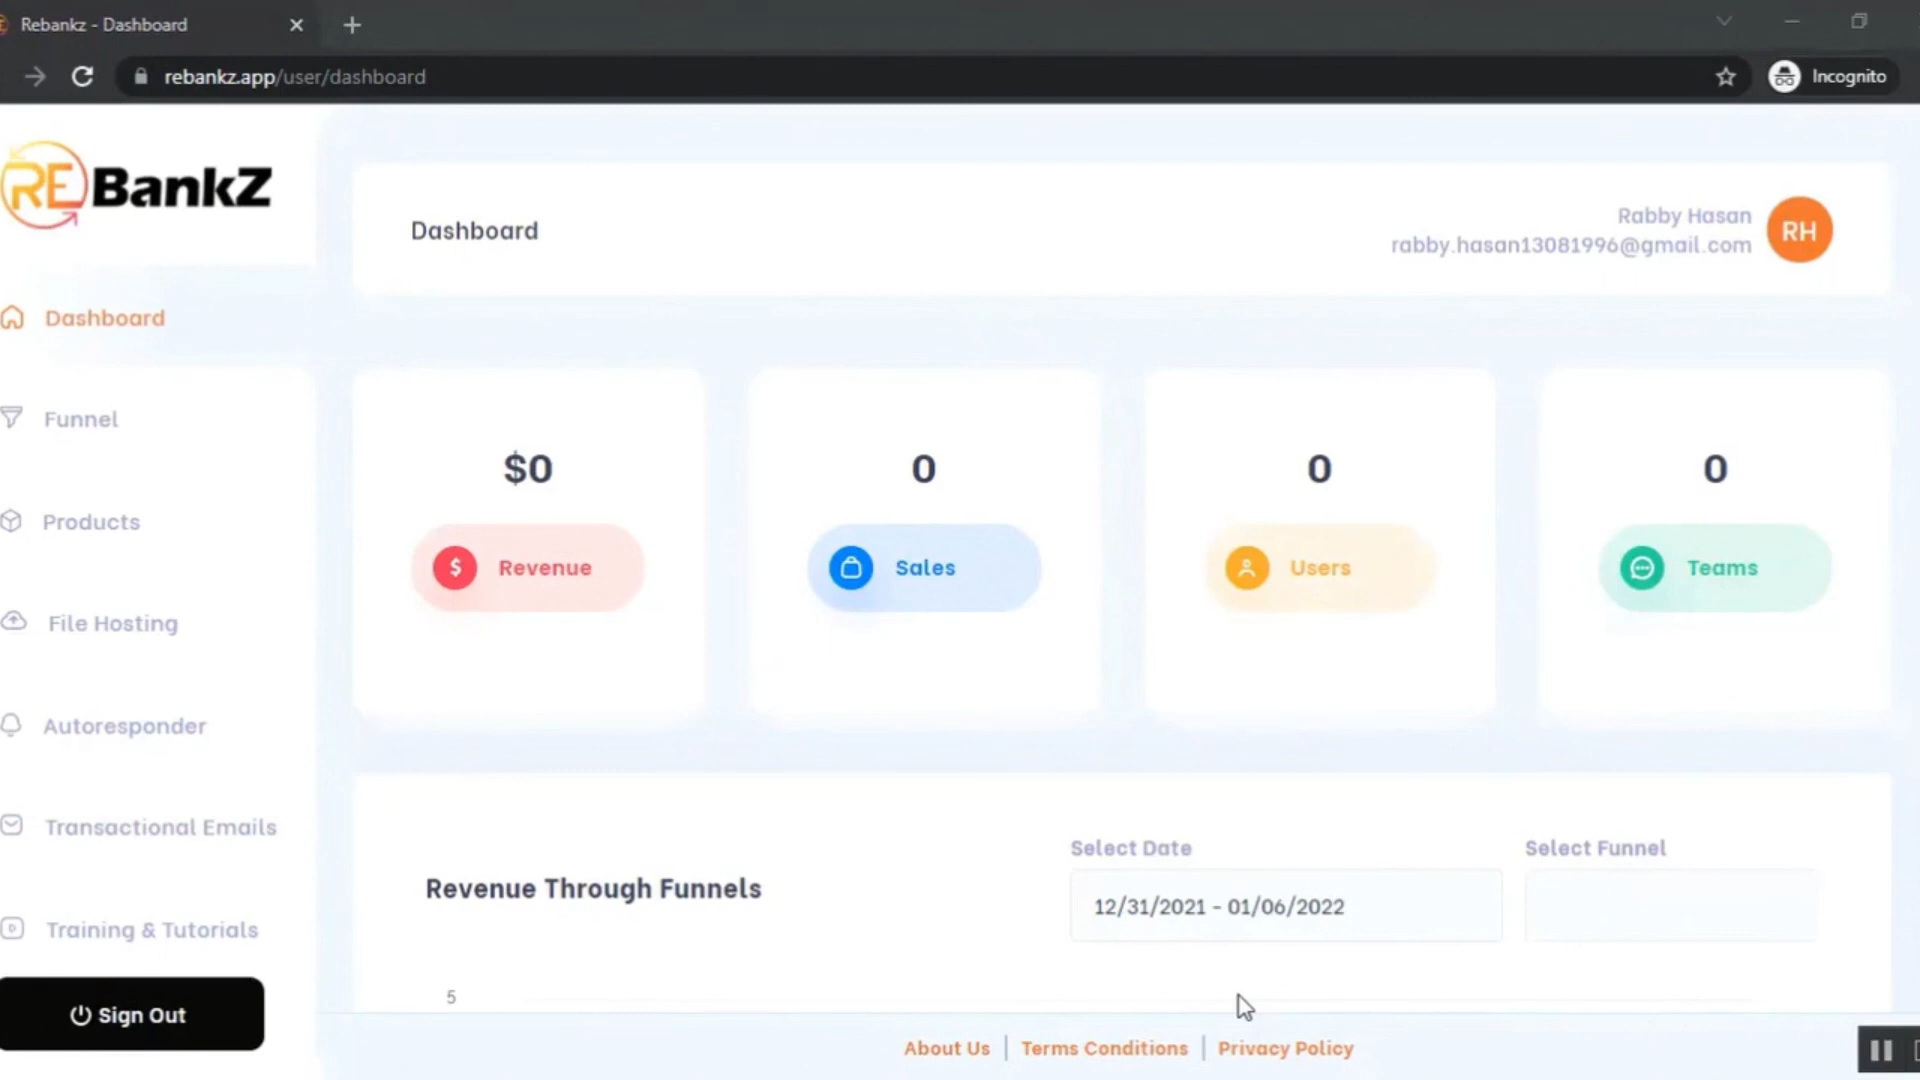 Rebankz - Dashboard
rebankz.app/user/dashboard
Incognito
REBankZ
Dashboard
Rabby Hasan
rabby.hasan13081996@gmail.com
RH
Dashboard
Funnel
Products
File Hosting
Autoresponder
Transactional Emails
Training & Tutorials
Sign Out
$0
$ Revenue
0
Sales
0
Users
0
Teams
Revenue Through Funnels
Select Date
12/31/2021 - 01/06/2022
Select Funnel
5
About Us | Terms Conditions | Privacy Policy